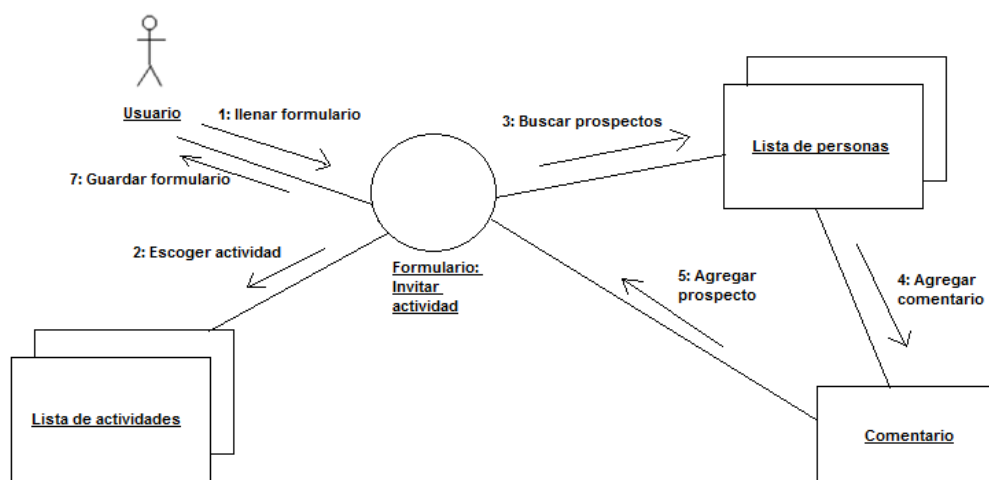 Usuario
1: llenar formulario
3: Buscar prospectos
Lista de personas
7: Guardar formulario
2: Escoger actividad
Formulario:
Invitar
actividad
5: Agregar
prospecto
4: Agregar
comentario
Lista de actividades
Comentario